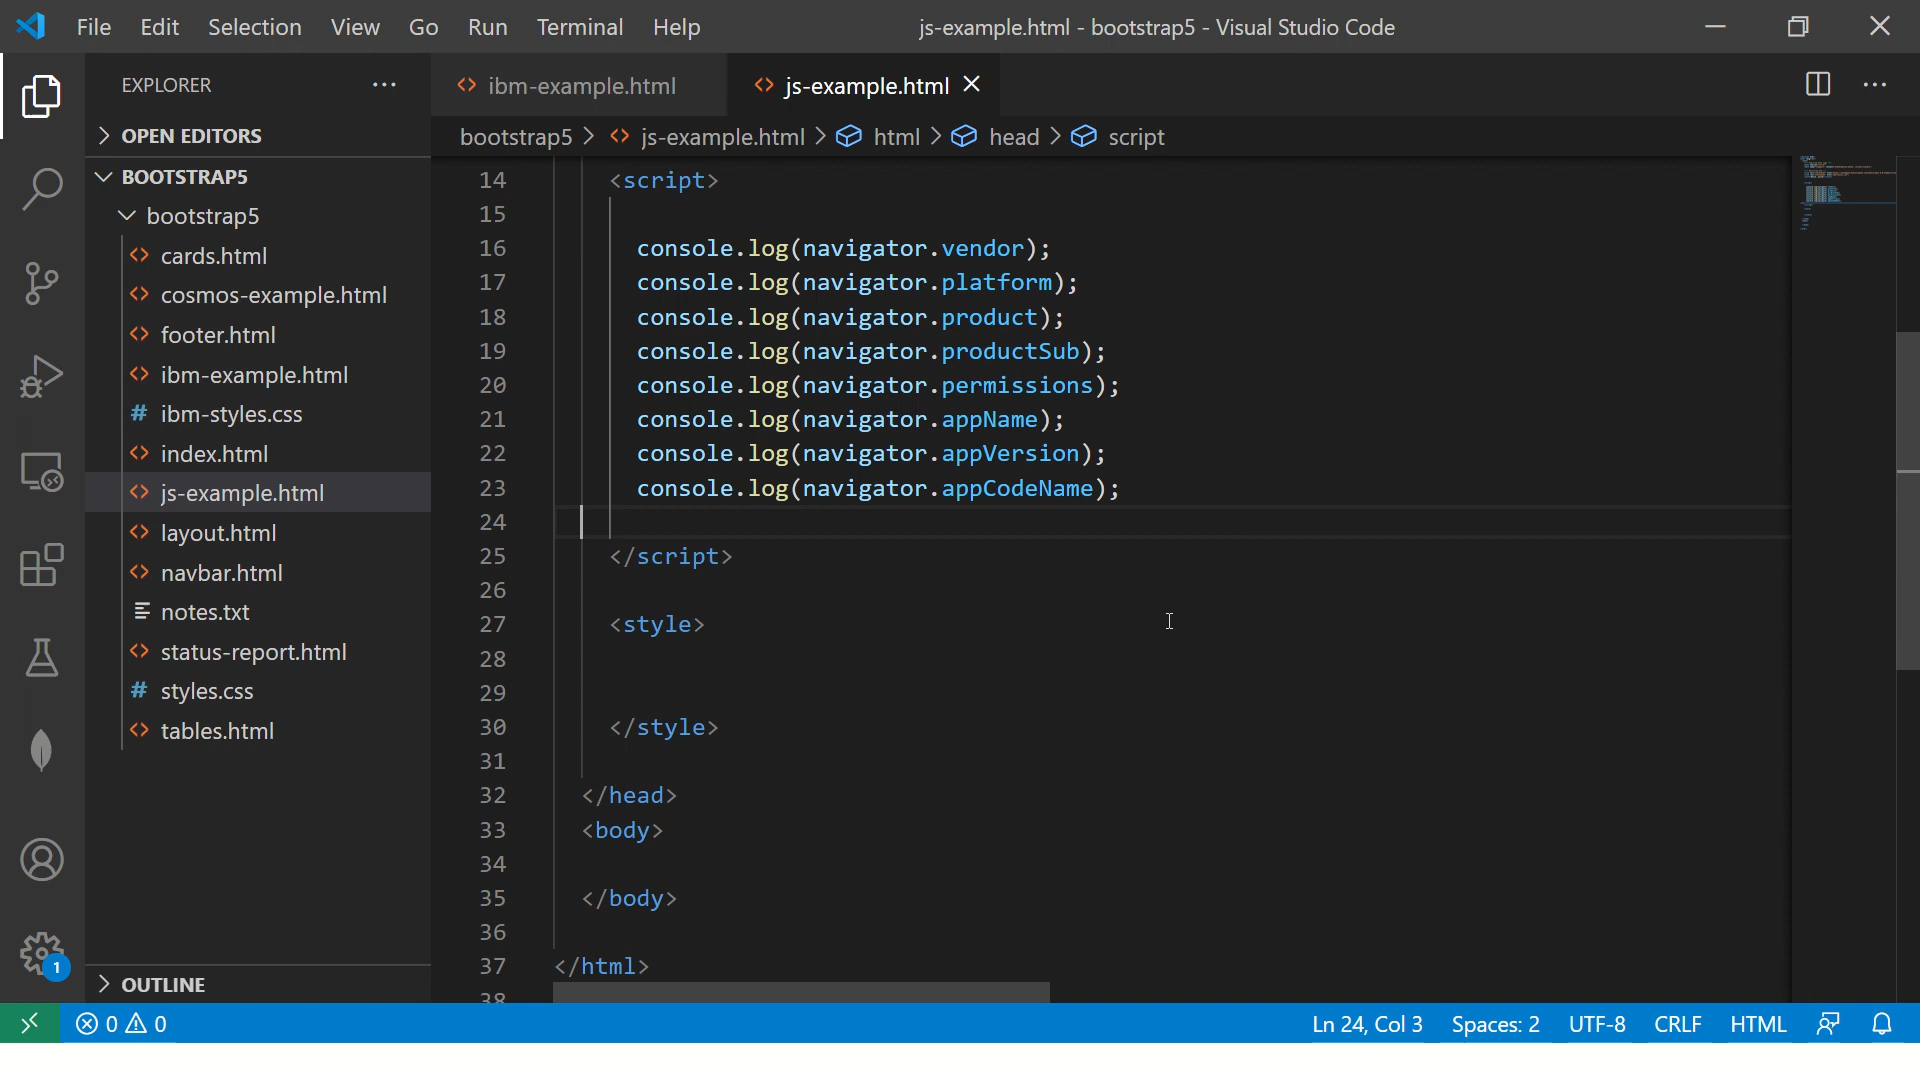 File Edit Selection View Go Run Terminal Help js-example.html - bootstrap5 - Visual Studio Code
EXPLORER ...
ibm-example.html
js-example.html
OPEN EDITORS
bootstrap5 > js-example.html > html > head > script
BOOTSTRAP5
bootstrap5
cards.html
cosmos-example.html
footer.html
ibm-example.html
# ibm-styles.css
index.html
js-example.html
layout.html
navbar.html
notes.txt
status-report.html
# styles.css
tables.html
OUTLINE
14 <script>
15
16 console.log(navigator.vendor);
17 console.log(navigator.platform);
18 console.log(navigator.product);
19 console.log(navigator.productSub);
20 console.log(navigator.permissions);
21 console.log(navigator.appName);
22 console.log(navigator.appVersion);
23 console.log(navigator.appCodeName);
24
25 </script>
26
27 <style>
28
29
30 </style>
31
32 </head>
33 <body>
34
35 </body>
36
37 </html>
38
1
0 0 Ln 24, Col 3 Spaces: 2 UTF-8 CRLF HTML